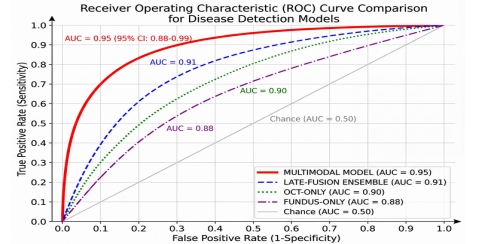 Receiver Operating Characteristic (ROC) Curve Comparison
for Disease Detection Models
True Positive Rate (Sensitivity)
1.0
0.9
0.8
0.7
0.6
0.5
0.4
0.3
0.2
0.1
0.0
AUC = 0.95 (95% CI: 0.88-0.99)
AUC = 0.91
AUC = 0.90
Chance (AUC = 0.50)
AUC = 0.88
MULTIMODAL MODEL (AUC = 0.95)
LATE-FUSION ENSEMBLE (AUC = 0.91)
OCT-ONLY (AUC = 0.90)
FUNDUS-ONLY (AUC = 0.88)
Chance (AUC = 0.50)
0.0 0.1 0.2 0.3 0.4 0.5 0.6 0.7 0.8 0.9 1.0
False Positive Rate (1-Specificity)